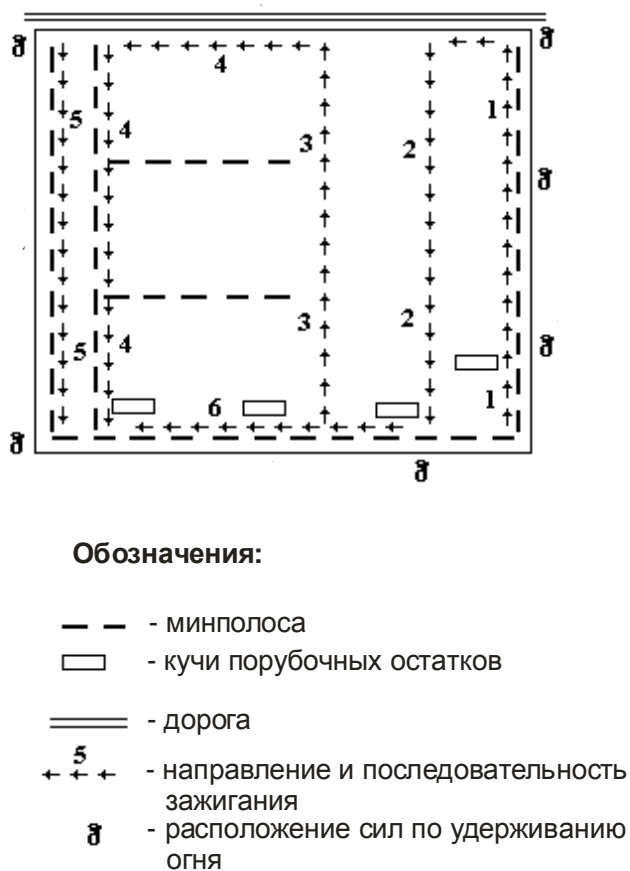 4
1
5
4
3
2
3
2
4
5
6
1
Обозначения:
- минполоса
- кучи порубочных остатков
- дорога
5
- направление и последовательность
зажигания
- расположение сил по удерживанию
огня